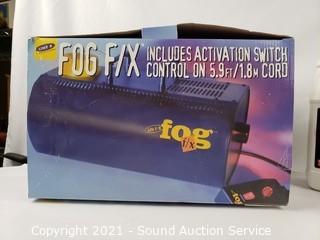 FOG F/X INCLUDES ACTIVATION SWITCH
CONTROL ON 5.9FT/1.8M CORD
fog
f/x
Copyright 2021 - Sound Auction Service